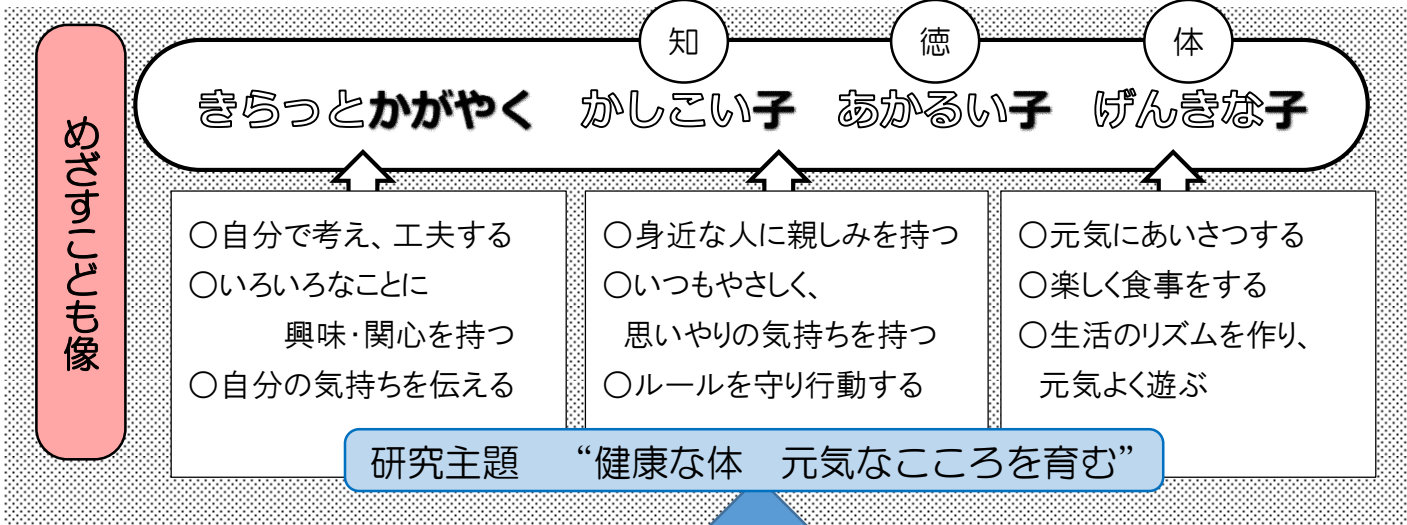 めざすこども像
知
徳
体
きらっとかがやく　かしこい子　あかるい子　げんきな子
○自分で考え、工夫する
○いろいろなことに
興味・関心を持つ
○自分の気持ちを伝える
○身近な人に親しみを持つ
○いつもやさしく、
思いやりの気持ちを持つ
○ルールを守り行動する
○元気にあいさつする
○楽しく食事をする
○生活のリズムを作り、
元気よく遊ぶ
研究主題　“健康な体　元気なこころを育む”